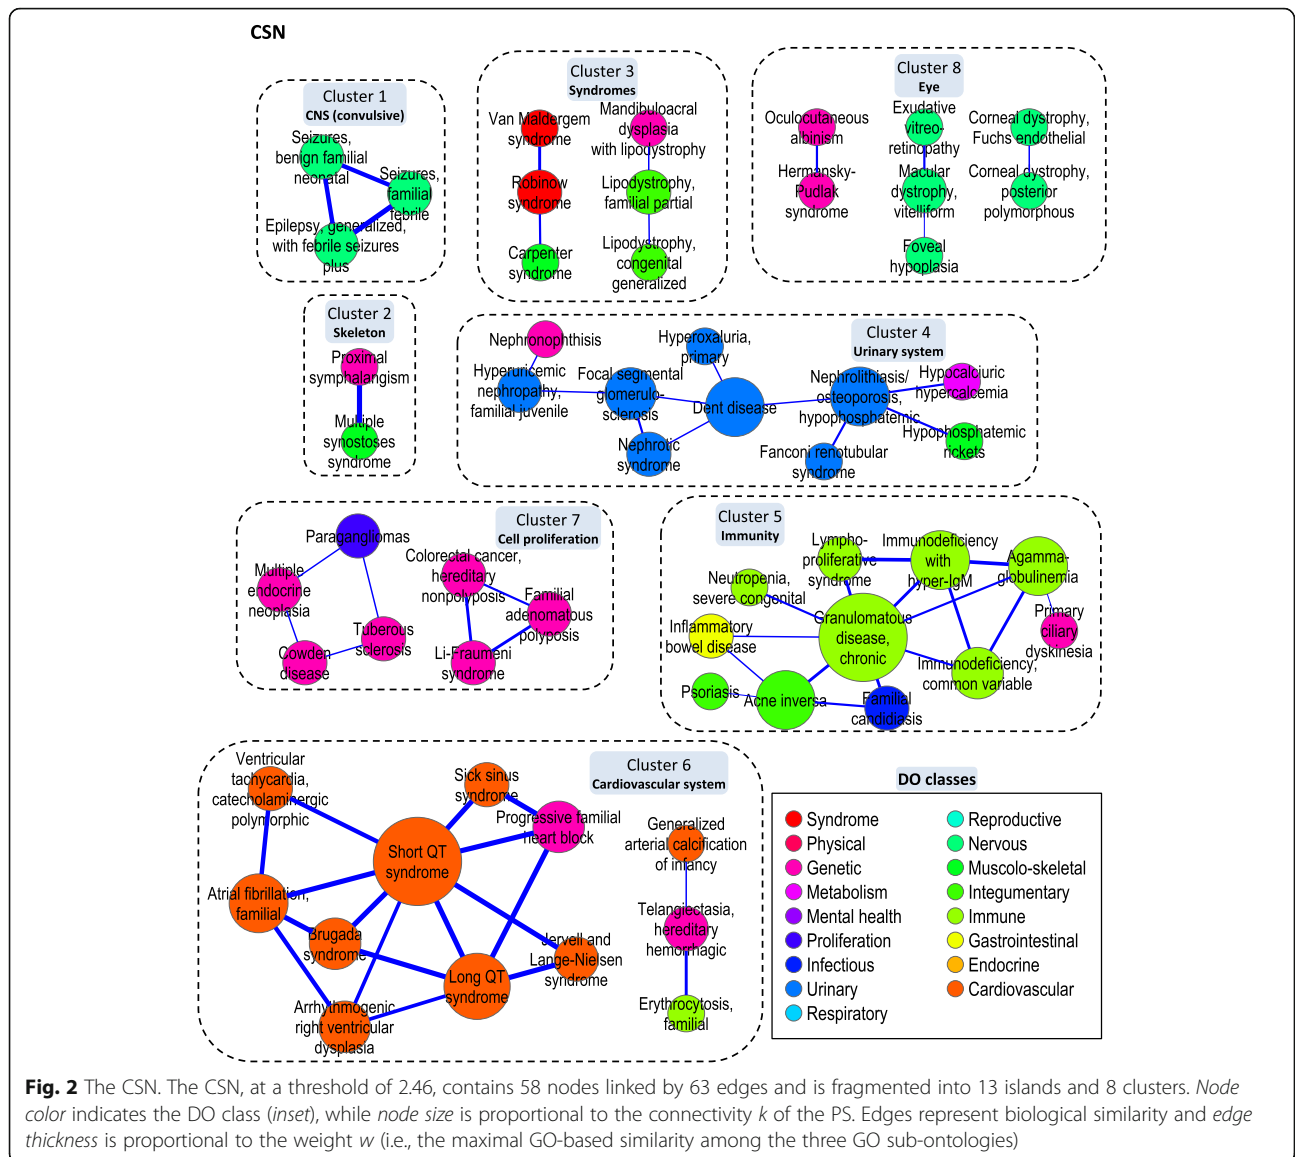 CSN
Cluster 1
CNS (convulsive)
Seizures,
benign familial
neonatal
Seizures,
familial
febrile
Epilepsy, generalized,
with febrile seizures
plus
Cluster 3
Syndromes
Van Maldergem
syndrome
Robinow
syndrome
Carpenter
syndrome
Mandibuloacral
dysplasia
with lipodystrophy
Lipodystrophy,
familial partial
Lipodystrophy,
congenital
generalized
Cluster 8
Eye
Oculocutaneous
albinism
Hermansky-
Pudlak
syndrome
Exudative
vitreo-
retinopathy
Macular
dystrophy,
vitelliform
Foveal
hypoplasia
Corneal dystrophy,
Fuchs endothelial
Corneal dystrophy,
posterior
polymorphous
Cluster 2
Skeleton
Proximal
symphalangism
Multiple
synostoses
syndrome
Cluster 4
Urinary system
Nephronophthisis
Hyperuricemic
nephropathy,
familial juvenile
Focal segmental
glomerulo-
sclerosis
Nephrotic
syndrome
Hyperoxaluria,
primary
Dent disease
Nephrolithiasis/
osteoporosis,
hypophosphatemic
Hypocalciuric
hypercalcemia
Hypophosphatemic
rickets
Fanconi renotubular
syndrome
Cluster 7
Cell proliferation
Paragangliomas
Multiple
endocrine
neoplasia
Tuberous
sclerosis
Cowden
disease
Colorectal cancer,
hereditary
nonpolyposis
Familial
adenomatous
polyposis
Li-Fraumeni
syndrome
Cluster 5
Immunity
Lympho-
proliferative
syndrome
Immunodeficiency
with
hyper-IgM
Agamma-
globulinemia
Neutropenia,
severe congenital
Granulomatous
disease,
chronic
Primary
ciliary
dyskinesia
Inflammatory
bowel disease
Immunodeficiency,
common variable
Psoriasis
Acne inversa
Familial
candidiasis
Cluster 6
Cardiovascular system
Ventricular
tachycardia,
catecholaminergic
polymorphic
Sick sinus
syndrome
Progressive familial
heart block
Short QT
syndrome
Atrial fibrillation,
familial
Brugada
syndrome
Long QT
syndrome
Jervell and
Lange-Nielsen
syndrome
Arrhythmogenic
right ventricular
dysplasia
Generalized
arterial calcification
of infancy
Telangiectasia,
hereditary
hemorrhagic
Erythrocytosis,
familial
DO classes
Syndrome
Physical
Genetic
Metabolism
Mental health
Proliferation
Infectious
Urinary
Respiratory
Reproductive
Nervous
Muscolo-skeletal
Integumentary
Immune
Gastrointestinal
Endocrine
Cardiovascular
Fig. 2 The CSN. The CSN, at a threshold of 2.46, contains 58 nodes linked by 63 edges and is fragmented into 13 islands and 8 clusters. Node
color indicates the DO class (inset), while node size is proportional to the connectivity k of the PS. Edges represent biological similarity and edge
thickness is proportional to the weight w (i.e., the maximal GO-based similarity among the three GO sub-ontologies)